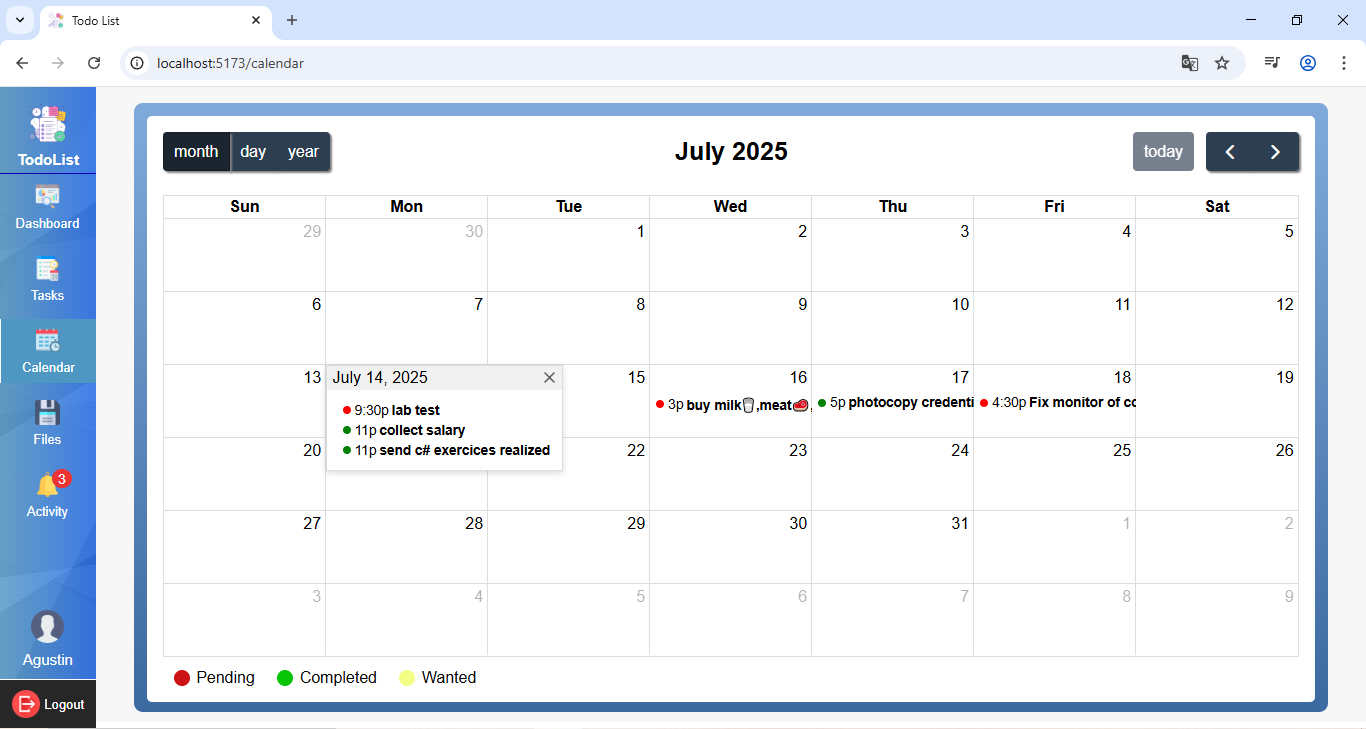 Todo List
localhost:5173/calendar
TodoList
Dashboard
Tasks
Calendar
Files
3
Activity
Agustin
Logout
month day year
July 2025
today
Sun Mon Tue Wed Thu Fri Sat
29 30 1 2 3 4 5
6 7 8 9 10 11 12
13 July 14, 2025 15 16 17 18 19
9:30p lab test
11p collect salary
11p send c# exercices realized
3p buy milk🥛,meat🥩,
5p photocopy credenti
4:30p Fix monitor of co
20 22 23 24 25 26
27 28 29 30 31 1 2
3 4 5 6 7 8 9
Pending Completed Wanted